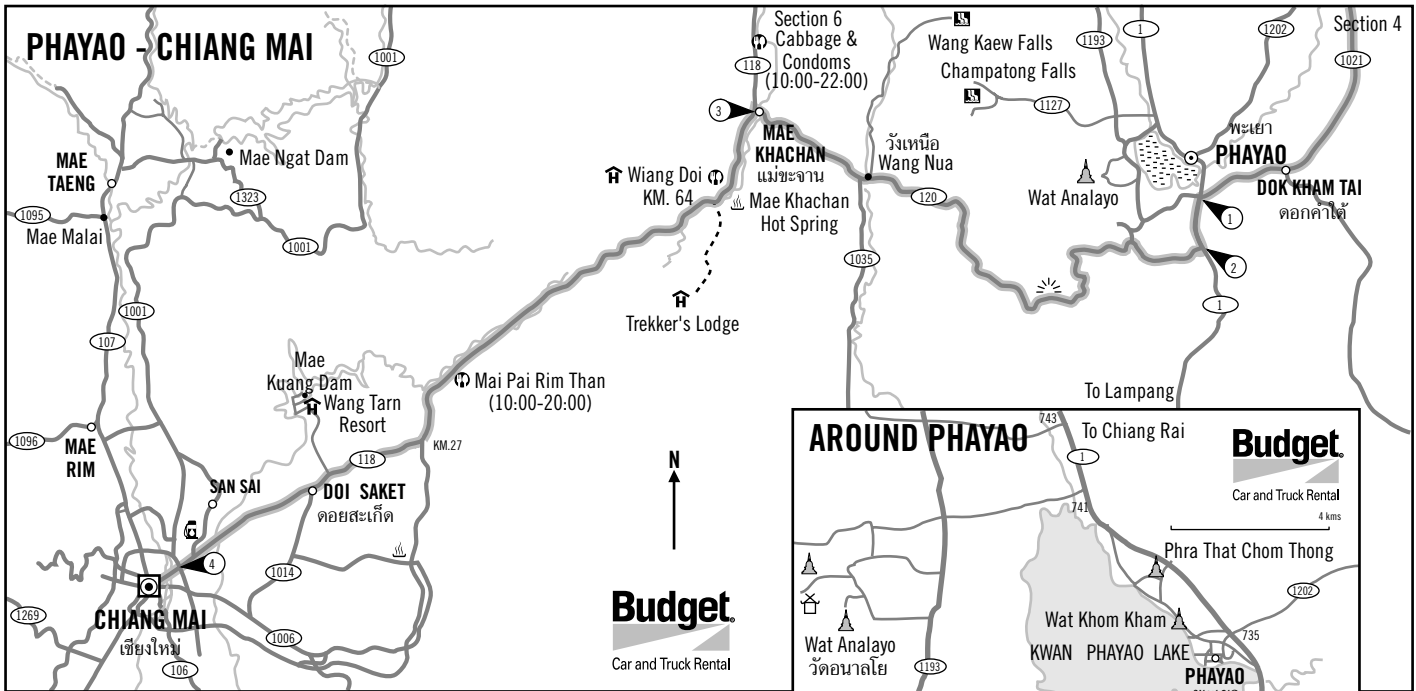 PHAYAO - CHIANG MAI
1001
Section 6
Cabbage &
Condoms
(10:00-22:00)
118
3
MAE
KHACHAN
แม่ขะจาน
Wang Kaew Falls
Champatong Falls
1193
1
1202
Section 4
1021
1127
พะเยา
PHAYAO
DOK KHAM TAI
ดอกคำใต้
Wat Analayo
1
2
1
วังเหนือ
Wang Nua
120
1035
MAE
TAENG
Mae Ngat Dam
1323
1095
Mae Malai
1001
1001
107
Wiang Doi
KM. 64
Mae Khachan
Hot Spring
Trekker's Lodge
Mae
Kuang Dam
Wang Tarn
Resort
Mai Pai Rim Than
(10:00-20:00)
To Lampang
1096
MAE
RIM
KM.27
118
SAN SAI
DOI SAKET
ดอยสะเก็ด
N
4
1014
CHIANG MAI
เชียงใหม่
1269
1006
106
Budget
Car and Truck Rental
AROUND PHAYAO
743
To Chiang Rai
1
Budget
Car and Truck Rental
4 kms
741
Phra That Chom Thong
1202
Wat Khom Kham
735
KWAN PHAYAO LAKE
PHAYAO
Wat Analayo
วัดอนาลโย
1193